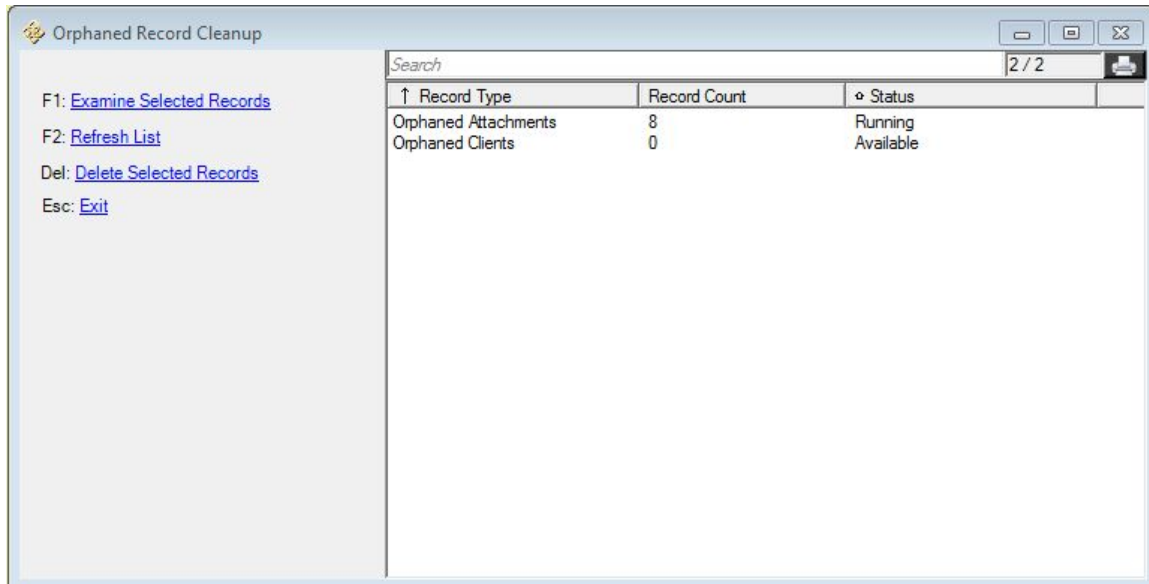 Orphaned Record Cleanup
Search
2 / 2
F1: Examine Selected Records
F2: Refresh List
Del: Delete Selected Records
Esc: Exit
↑ Record Type Record Count Status
Orphaned Attachments 8 Running
Orphaned Clients 0 Available